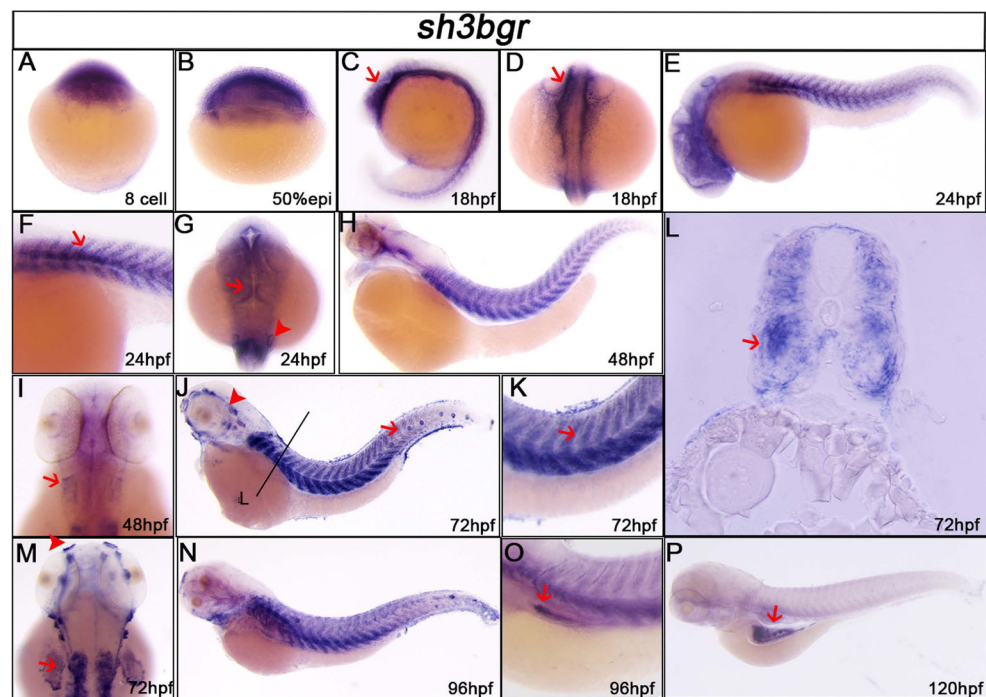 sh3bgr
A
8 cell
B
50%epi
C
18hpf
D
18hpf
E
24hpf
F
24hpf
G
24hpf
H
48hpf
L
72hpf
I
48hpf
J
L
72hpf
K
72hpf
M
72hpf
N
96hpf
O
96hpf
P
120hpf